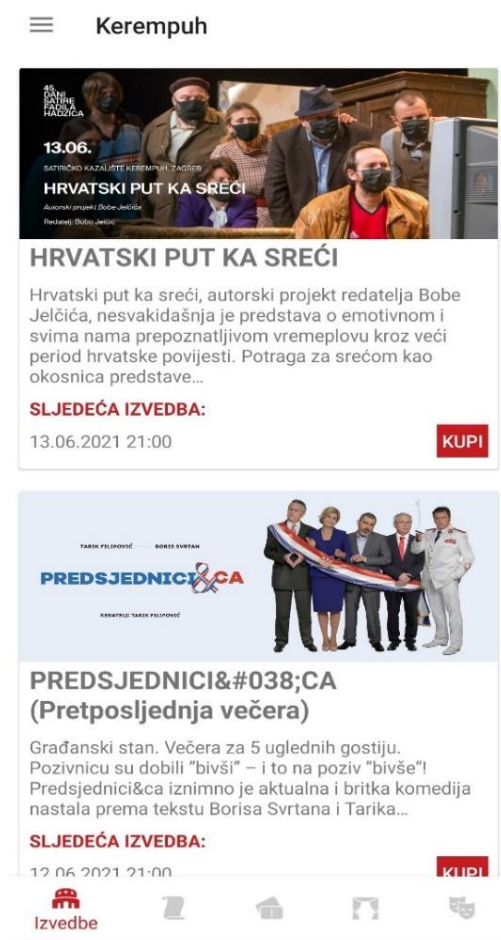 Kerempuh
45.
DANI
SATIRE
FADILA
HADŽIĆA
13.06.
SATIRIČKO KAZALIŠTE KEREMPUH, ZAGREB
HRVATSKI PUT KA SREĆI
Autorski projekt Bobe Jelčića
Redatelj: Bobo Jelčić
HRVATSKI PUT KA SREĆI
Hrvatski put ka sreći, autorski projekt redatelja Bobe
Jelčića, nesvakidašnja je predstava o emotivnom i
svima nama prepoznatljivom vremeplovu kroz veći
period hrvatske povijesti. Potraga za srećom kao
okosnica predstave...
SLJEDEĆA IZVEDBA:
13.06.2021 21:00
KUPI
TARIK FILIPOVIĆ BORIS SVRTAN
PREDSJEDNICI&CA
REDATELJ TARIK FILIPOVIĆ
PREDSJEDNICI&#038;CA
(Pretposljednja večera)
Građanski stan. Večera za 5 uglednih gostiju.
Pozivnicu su dobili ”bivši” – i to na poziv ”bivše”!
Predsjednici&ca iznimno je aktualna i britka komedija
nastala prema tekstu Borisa Svrtana i Tarika...
SLJEDEĆA IZVEDBA:
12.06.2021 21:00
KUPI
Izvedbe